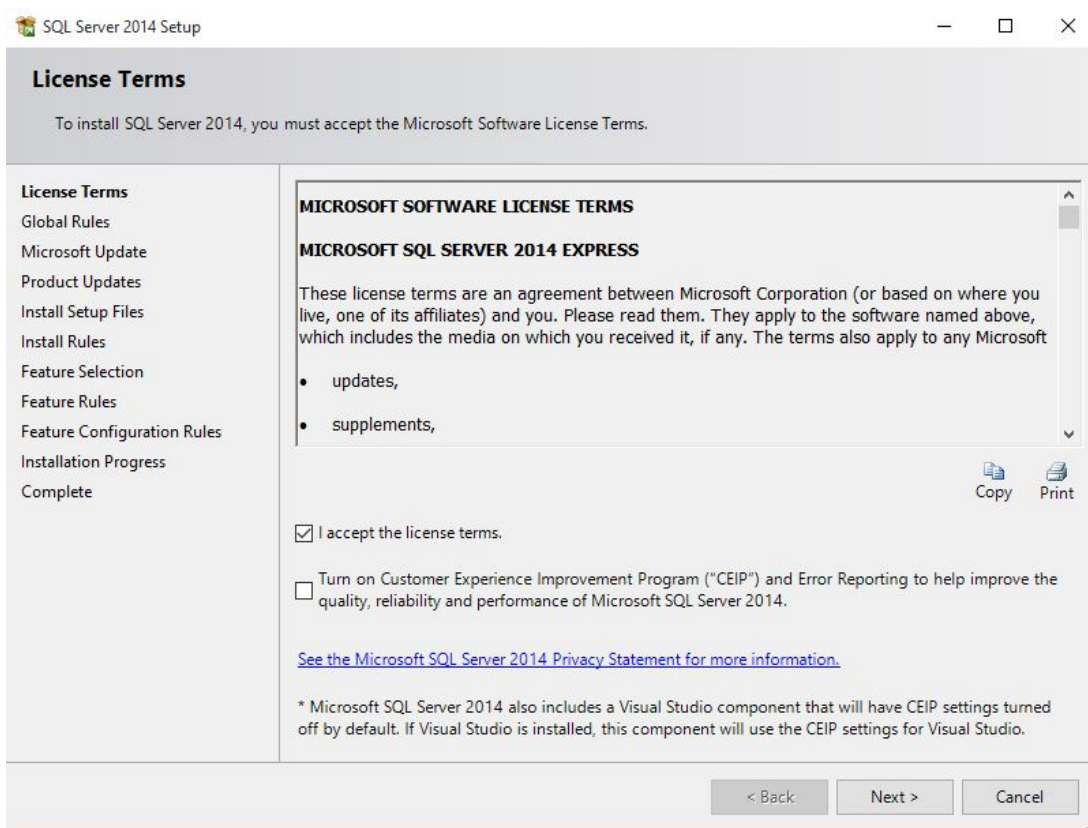 SQL Server 2014 Setup
License Terms
To install SQL Server 2014, you must accept the Microsoft Software License Terms.
License Terms
Global Rules
Microsoft Update
Product Updates
Install Setup Files
Install Rules
Feature Selection
Feature Rules
Feature Configuration Rules
Installation Progress
Complete
MICROSOFT SOFTWARE LICENSE TERMS
MICROSOFT SQL SERVER 2014 EXPRESS
These license terms are an agreement between Microsoft Corporation (or based on where you
live, one of its affiliates) and you. Please read them. They apply to the software named above,
which includes the media on which you received it, if any. The terms also apply to any Microsoft
• updates,
• supplements,
Copy
Print
I accept the license terms.
Turn on Customer Experience Improvement Program ("CEIP") and Error Reporting to help improve the
quality, reliability and performance of Microsoft SQL Server 2014.
See the Microsoft SQL Server 2014 Privacy Statement for more information.
* Microsoft SQL Server 2014 also includes a Visual Studio component that will have CEIP settings turned
off by default. If Visual Studio is installed, this component will use the CEIP settings for Visual Studio.
< Back
Next >
Cancel